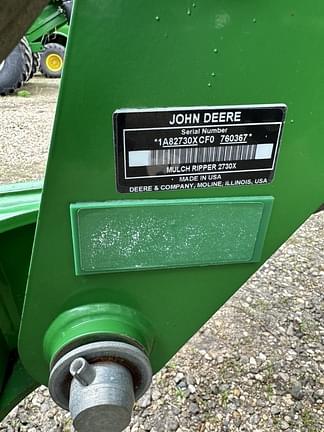 JOHN DEERE
Serial Number
*1A82730XCF0 760367*
MULCH RIPPER 2730X
MADE IN USA
DEERE & COMPANY, MOLINE, ILLINOIS, USA